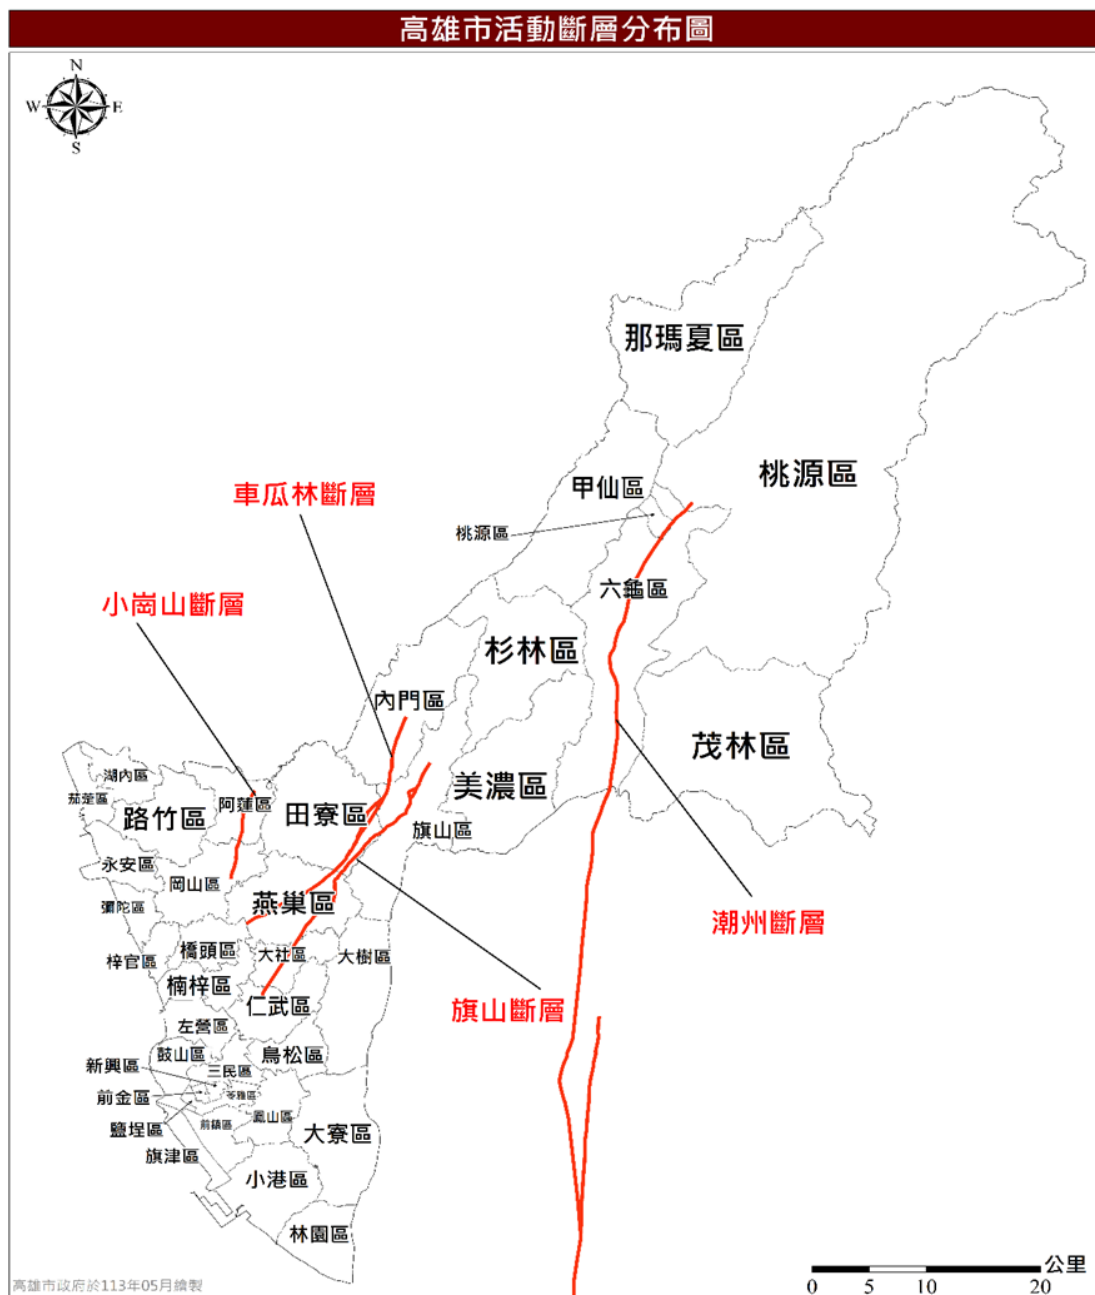 高雄市活動斷層分布圖
N
W
E
S
那瑪夏區
桃源區
甲仙區
車瓜林斷層
桃源區
六龜區
小崗山斷層
杉林區
內門區
茂林區
湖內區
茄萣區
阿蓮區
路竹區
田寮區
美濃區
旗山區
永安區
岡山區
燕巢區
彌陀區
潮州斷層
橋頭區
大社區
大樹區
梓官區
楠梓區
仁武區
旗山斷層
左營區
鼓山區
鳥松區
新興區
三民區
前金區
苓雅區
鹽埕區
前鎮區
鳳山區
大寮區
旗津區
小港區
林園區
公里
0 5 10 20
高雄市政府於113年05月繪製